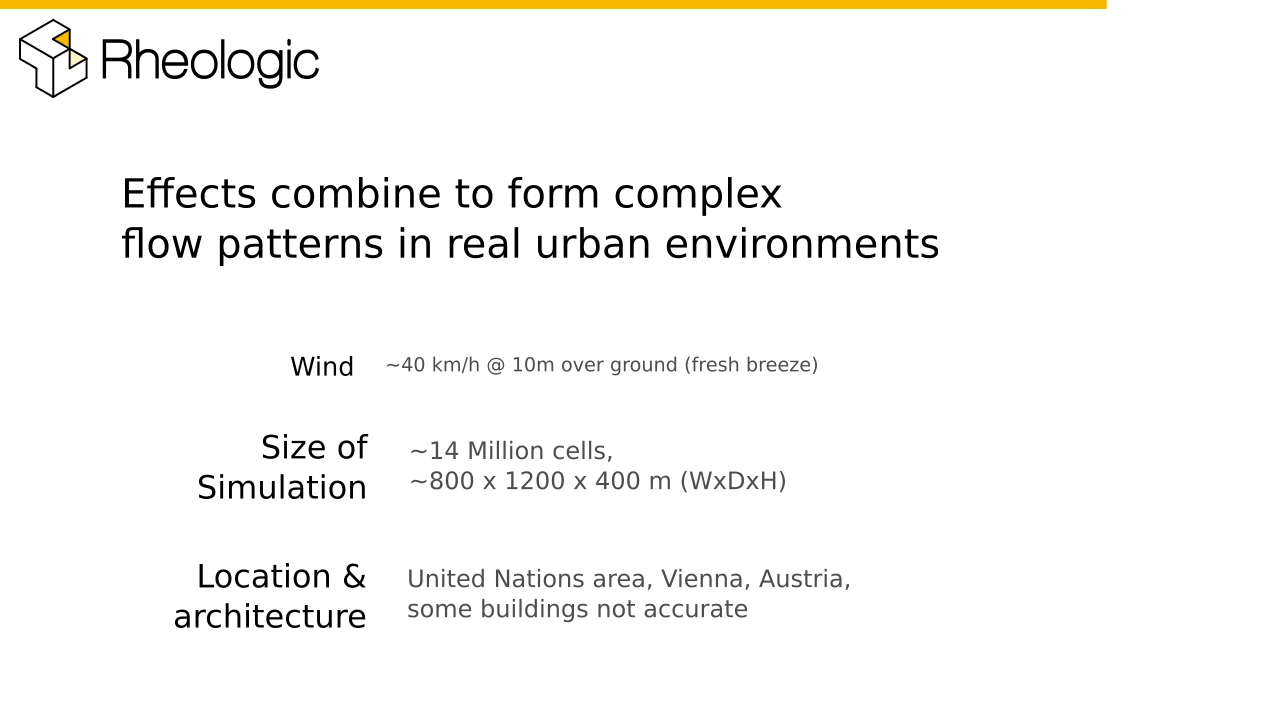 Rheologic
Effects combine to form complex
flow patterns in real urban environments
Wind ~40 km/h @ 10m over ground (fresh breeze)
Size of
Simulation
~14 Million cells,
~800 x 1200 x 400 m (WxDxH)
Location &
architecture
United Nations area, Vienna, Austria,
some buildings not accurate